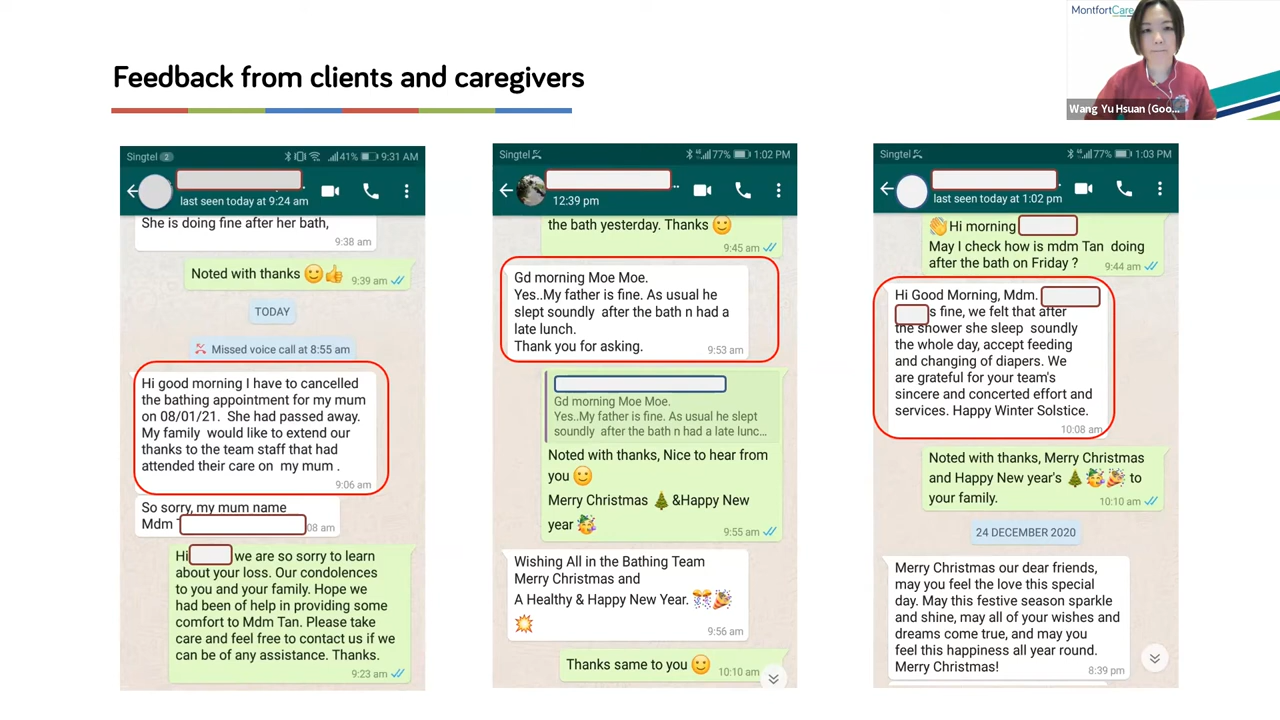 MontfortCare
Wang Yu Hsuan (Goo...
Feedback from clients and caregivers
Singtel 2
41% 9:31 AM
last seen today at 9:24 am
She is doing fine after her bath,
9:38 am
Noted with thanks 🙂👍
9:39 am
TODAY
Missed voice call at 8:55 am
Hi good morning I have to cancelled
the bathing appointment for my mum
on 08/01/21. She had passed away.
My family would like to extend our
thanks to the team staff that had
attended their care on my mum .
9:06 am
So sorry, my mum name
Mdm
08 am
Hi we are so sorry to learn
about your loss. Our condolences
to you and your family. Hope we
had been of help in providing some
comfort to Mdm Tan. Please take
care and feel free to contact us if we
can be of any assistance. Thanks.
9:23 am
Singtel
77% 1:02 PM
12:39 pm
the bath yesterday. Thanks 🙂
9:45 am
Gd morning Moe Moe.
Yes..My father is fine. As usual he
slept soundly after the bath n had a
late lunch.
Thank you for asking.
9:53 am
Gd morning Moe Moe.
Yes..My father is fine. As usual he slept
soundly after the bath n had a late lunc...
Noted with thanks, Nice to hear from
you 🙂
Merry Christmas 🎄&Happy New
year 🥳
9:55 am
Wishing All in the Bathing Team
Merry Christmas and
A Healthy & Happy New Year. 🎊🎉
💥
9:56 am
Thanks same to you 🙂
10:10 am
Singtel
77% 1:03 PM
last seen today at 1:02 pm
👋Hi morning
May I check how is mdm Tan doing
after the bath on Friday ?
9:44 am
Hi Good Morning, Mdm.
s fine, we felt that after
the shower she sleep soundly
the whole day, accept feeding
and changing of diapers. We
are grateful for your team's
sincere and concerted effort and
services. Happy Winter Solstice.
10:08 am
Noted with thanks, Merry Christmas
and Happy New year's 🎄🥳🎉 to
your family.
10:10 am
24 DECEMBER 2020
Merry Christmas our dear friends,
may you feel the love this special
day. May this festive season sparkle
and shine, may all of your wishes and
dreams come true, and may you
feel this happiness all year round.
Merry Christmas!
8:39 pm